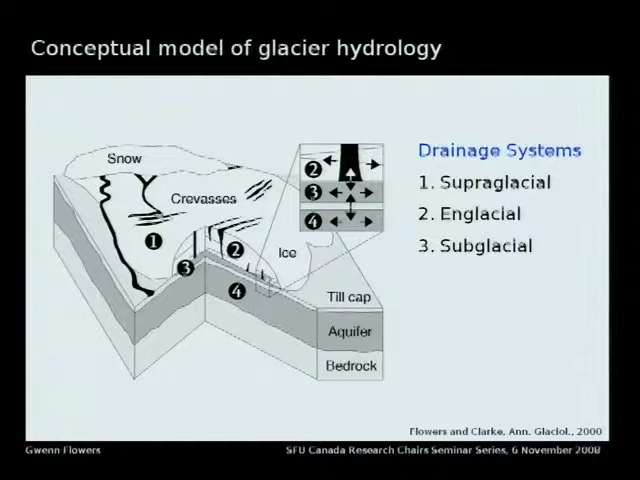 Conceptual model of glacier hydrology
Snow
Crevasses
Ice
Till cap
Aquifer
Bedrock
1
2
3
4
2
3
4
Drainage Systems
1. Supraglacial
2. Englacial
3. Subglacial
Flowers and Clarke, Ann. Glaciol., 2000
Gwenn Flowers
SFU Canada Research Chairs Seminar Series, 6 November 2008